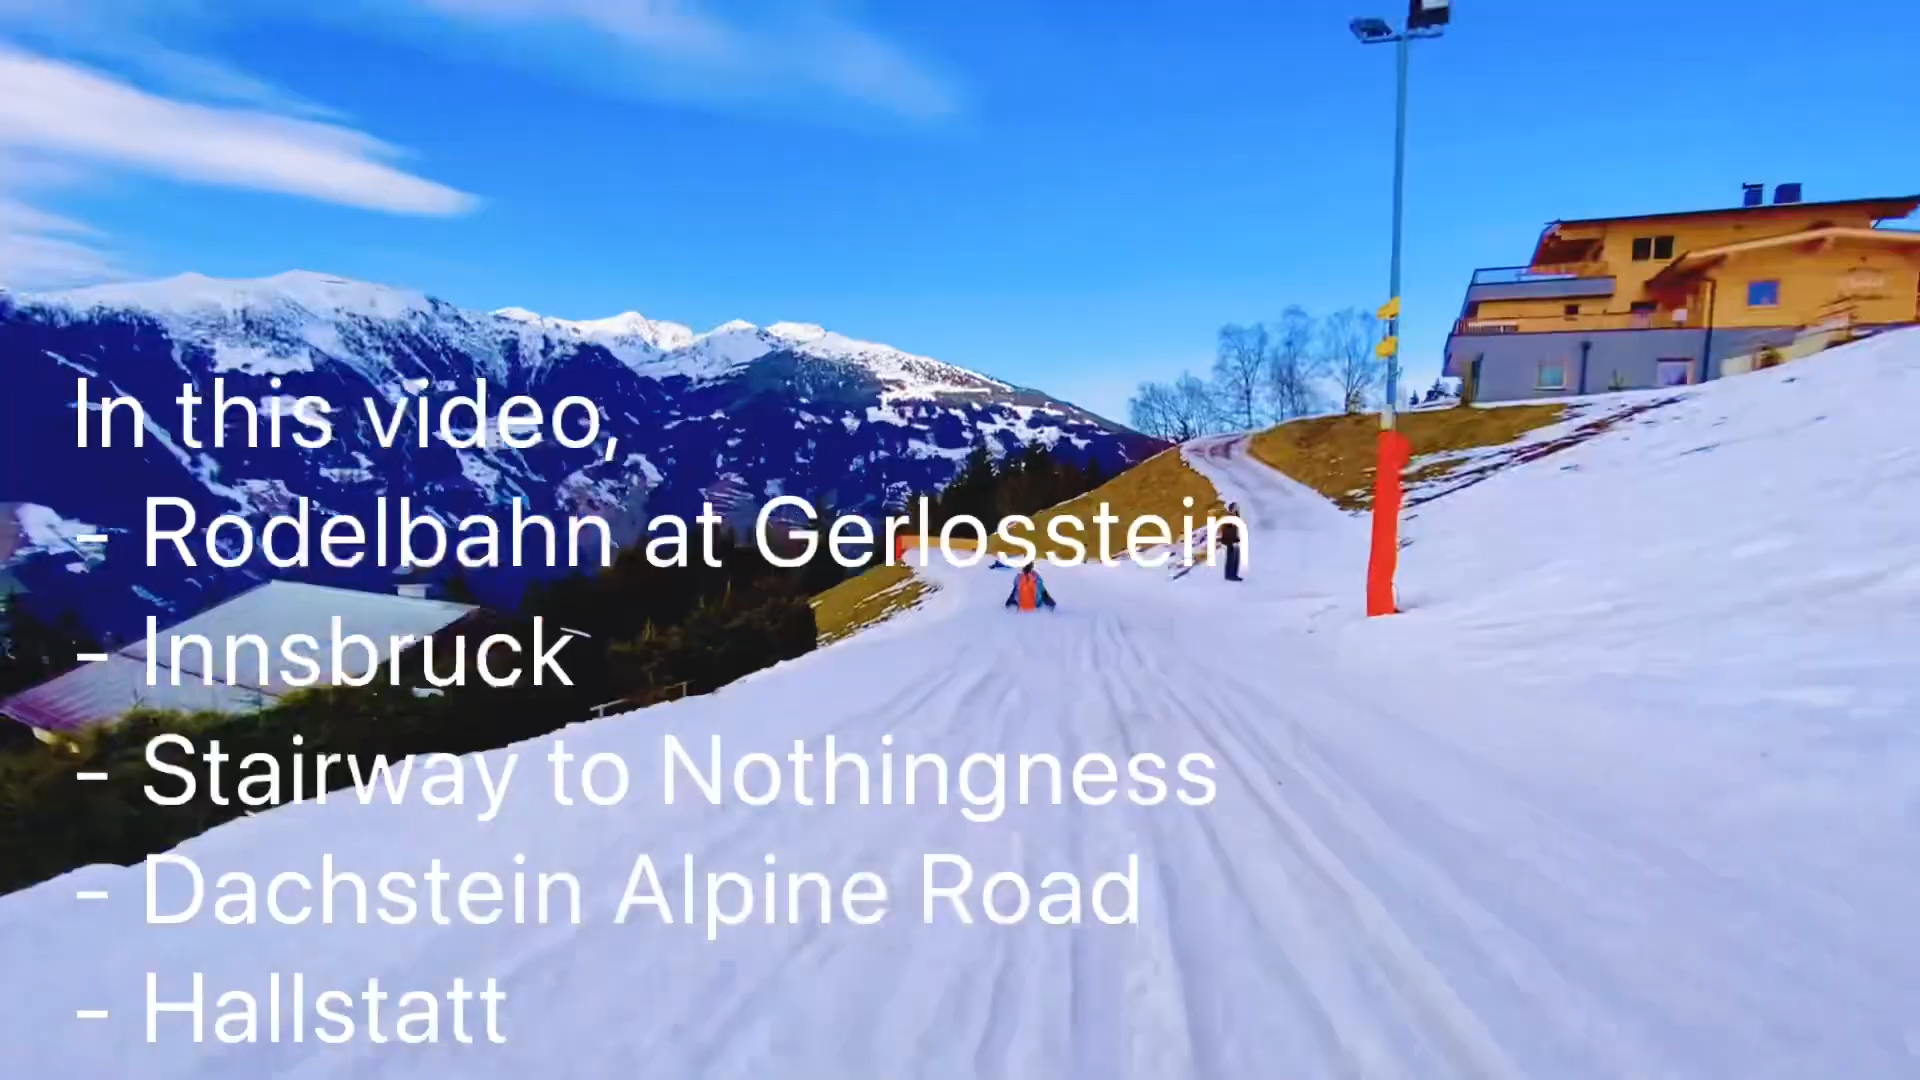 In this video,
- Rodelbahn at Gerlosstein
- Innsbruck
- Stairway to Nothingness
- Dachstein Alpine Road
- Hallstatt